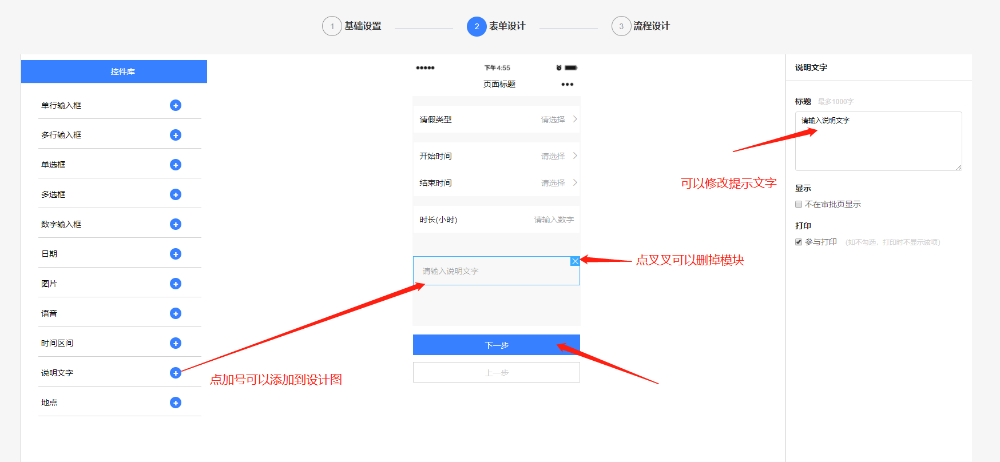 1 基础设置
2 表单设计
3 流程设计
控件库
单行输入框
多行输入框
单选框
多选框
数字输入框
日期
图片
语音
时间区间
说明文字
地点
点加号可以添加到设计图
下午4:55
页面标题
请假类型 请选择
开始时间 请选择
结束时间 请选择
时长(小时) 请输入数字
请输入说明文字
点叉叉可以删掉模块
下一步
上一步
说明文字
标题 最多1000字
请输入说明文字
可以修改提示文字
显示
不在审批页显示
打印
参与打印 (如不勾选，打印时不显示该项)